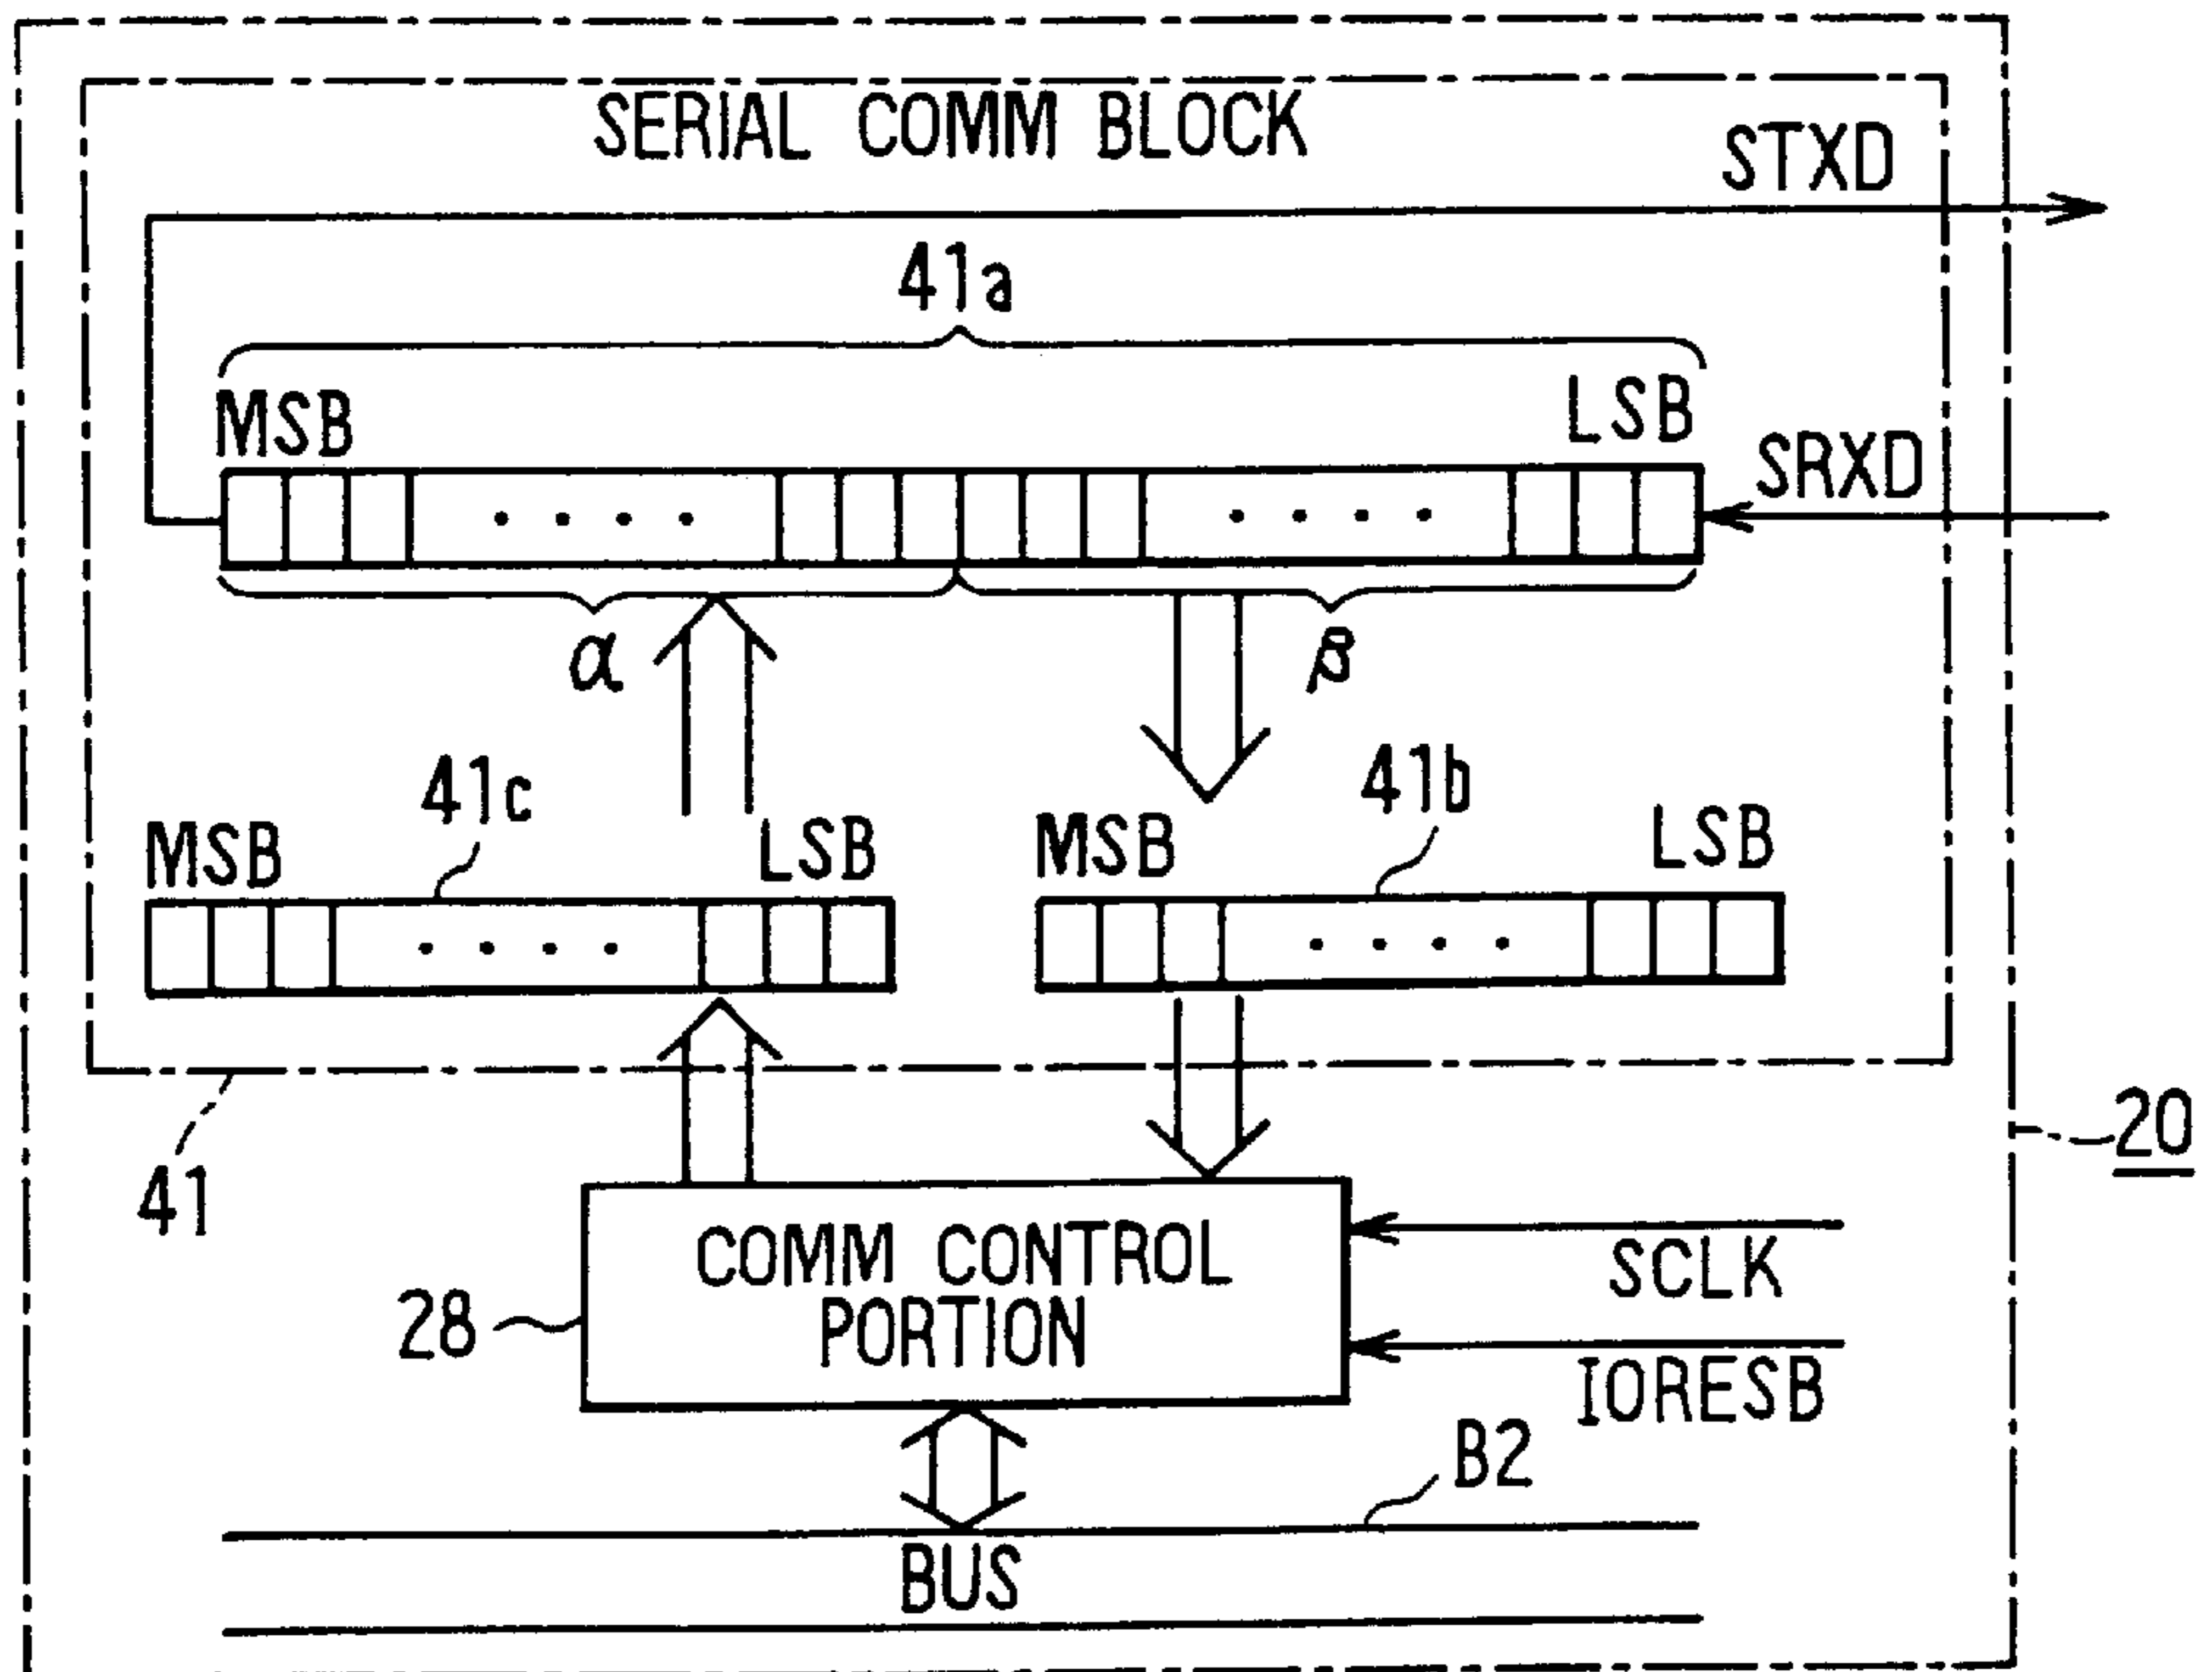 SERIAL COMM BLOCK
STXD
41a
MSB
LSB
SRXD
α
β
41c
41b
MSB
LSB
MSB
LSB
41
20
COMM CONTROL
PORTION
28
SCLK
IORESB
B2
BUS